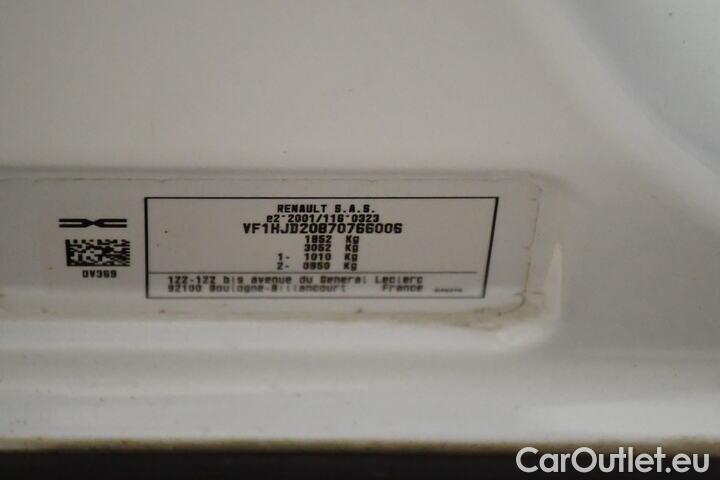 RENAULT S.A.S.
e2*2001/116*0323
VF1HJD20870766006
1852 Kg
3052 Kg
1- 1010 Kg
2- 0950 Kg
122-122 bis avenue du General Leclerc
92100 Boulogne-Billancourt France
DV369
CarOutlet.eu